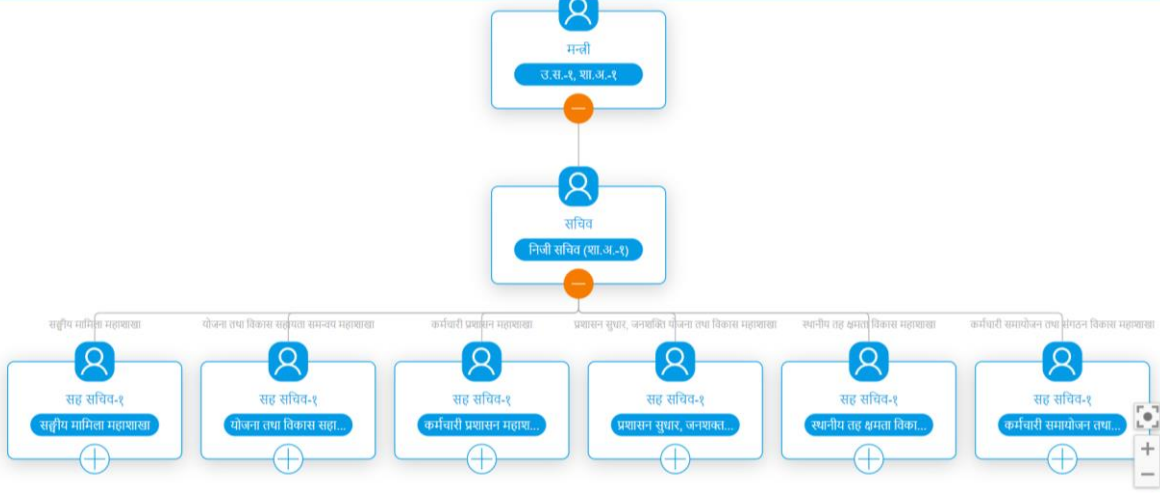 मन्त्री
उ.स.-१, शा.अ.-१
सचिव
निजी सचिव (शा.अ.-१)
सङ्घीय मामिला महाशाखा
योजना तथा विकास सहायता समन्वय महाशाखा
कर्मचारी प्रशासन महाशाखा
प्रशासन सुधार, जनशक्ति योजना तथा विकास महाशाखा
स्थानीय तह क्षमता विकास महाशाखा
कर्मचारी समायोजन तथा संगठन विकास महाशाखा
सह सचिव-१
सङ्घीय मामिला महाशाखा
सह सचिव-१
योजना तथा विकास सहा...
सह सचिव-१
कर्मचारी प्रशासन महाश...
सह सचिव-१
प्रशासन सुधार, जनशक्त...
सह सचिव-१
स्थानीय तह क्षमता विका...
सह सचिव-१
कर्मचारी समायोजन तथा...